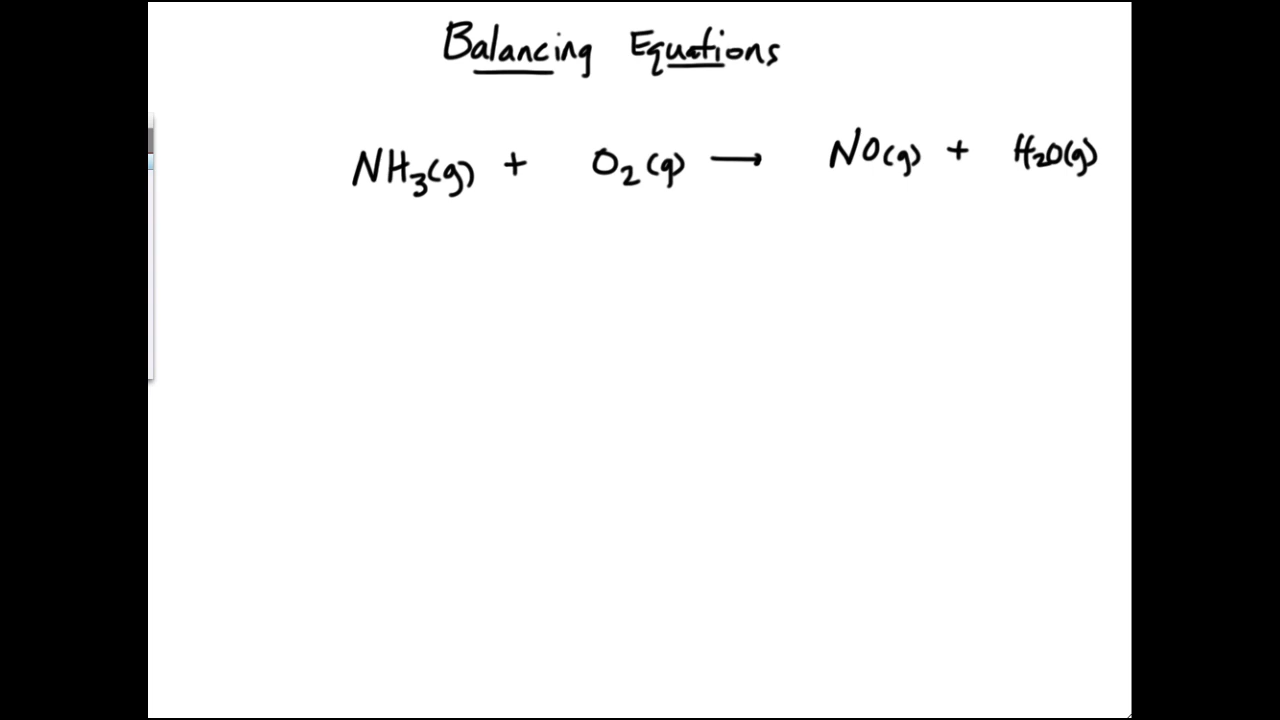 Balancing Equations
NH₃(g) + O₂(g) → NO(g) + H₂O(g)